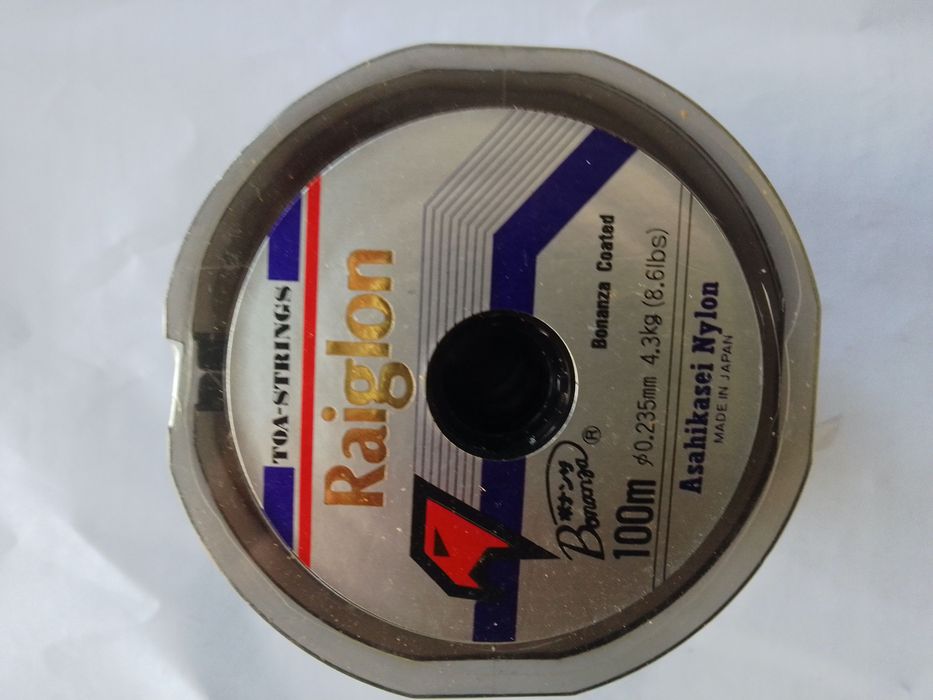 TOA-STRINGS
Raiglon
Bonanza Coated
ボナンザ
Bonanza ®
100m φ0.235mm 4.3kg (8.6lbs)
Asahikasei Nylon
MADE IN JAPAN